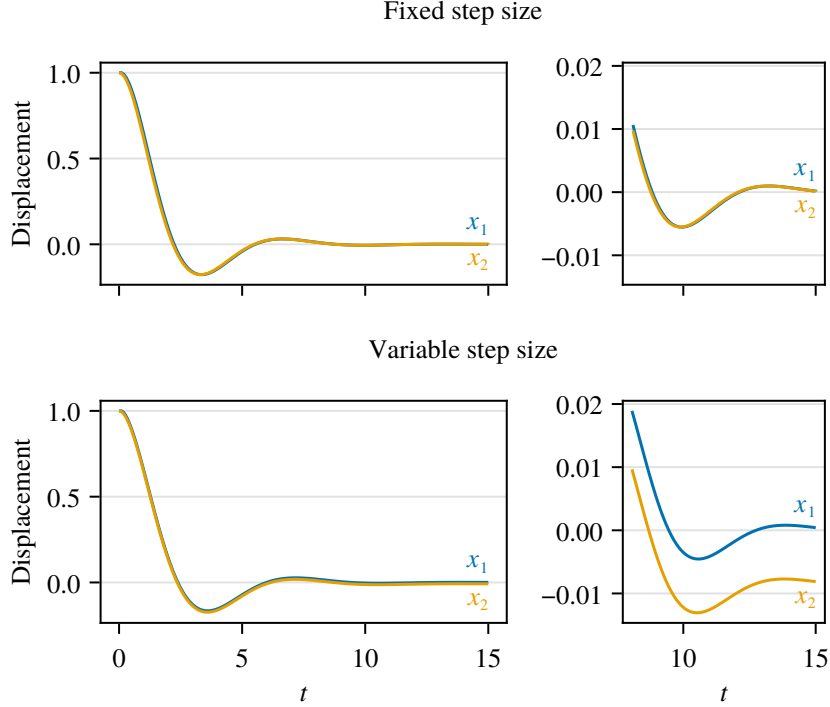 Fixed step size
1.0
0.5
0.0
Displacement
x₁
x₂
0.02
0.01
0.00
−0.01
x₁
x₂
Variable step size
1.0
0.5
0.0
Displacement
x₁
x₂
0
5
10
15
t
0.02
0.01
0.00
−0.01
x₁
x₂
10
15
t